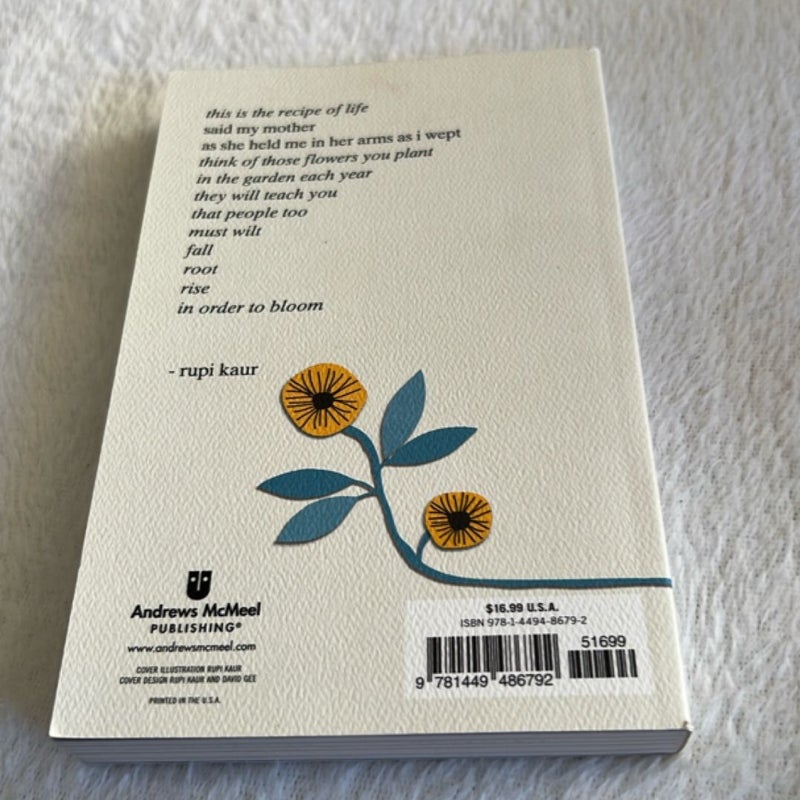 this is the recipe of life
said my mother
as she held me in her arms as i wept
think of those flowers you plant
in the garden each year
they will teach you
that people too
must wilt
fall
root
rise
in order to bloom
- rupi kaur
Andrews McMeel
PUBLISHING®
www.andrewsmcmeel.com
COVER ILLUSTRATION RUPI KAUR
COVER DESIGN RUPI KAUR AND DAVID GEE
PRINTED IN THE U.S.A.
$16.99 U.S.A.
ISBN 978-1-4494-8679-2
51699
9 781449 486792